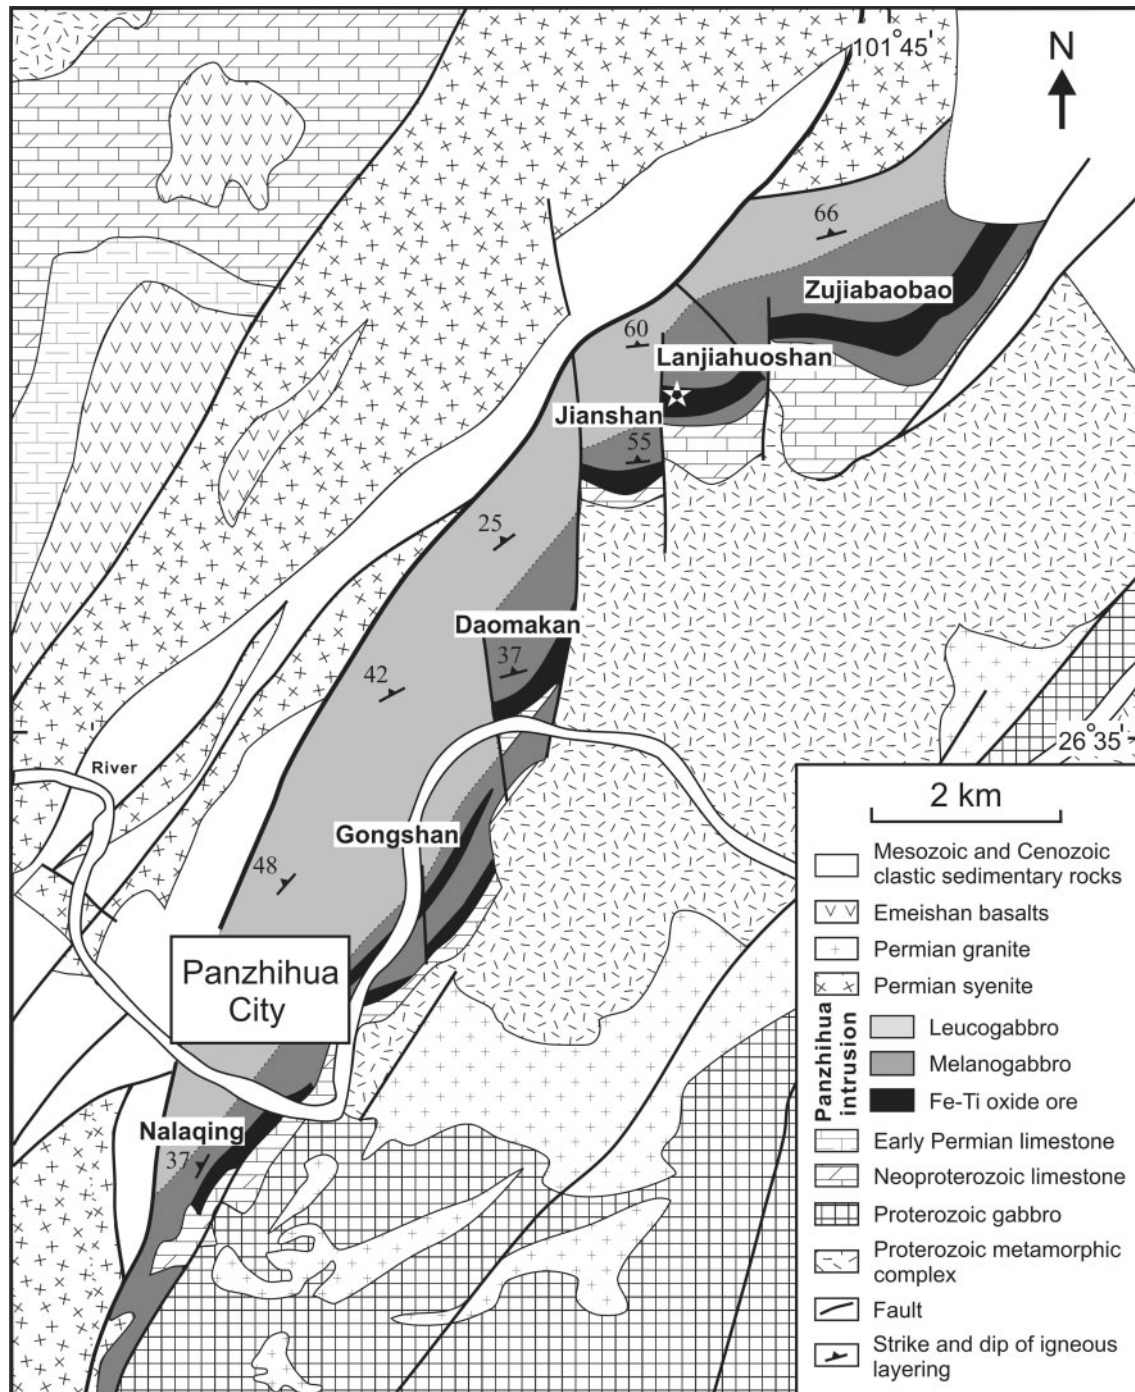 101°45'
N
66
Zujiabaobao
60
Lanjiahuoshan
Jianshan
55
25
Daomakan
37
42
26°35'
River
2 km
Gongshan
48
Panzhihua
City
Nalaqing
37
Mesozoic and Cenozoic
clastic sedimentary rocks
Emeishan basalts
Permian granite
Permian syenite
Panzhihua
intrusion
Leucogabbro
Melanogabbro
Fe-Ti oxide ore
Early Permian limestone
Neoproterozoic limestone
Proterozoic gabbro
Proterozoic metamorphic
complex
Fault
Strike and dip of igneous
layering